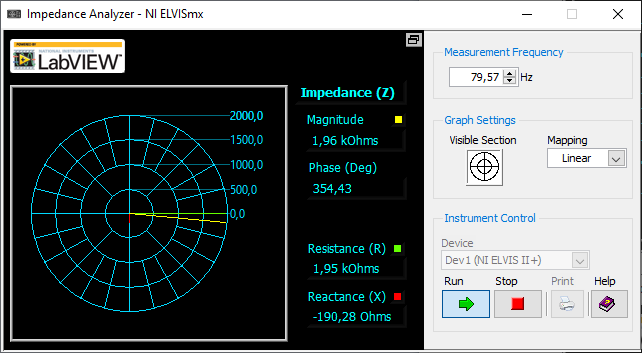 Impedance Analyzer - NI ELVISmx
POWERED BY
NATIONAL INSTRUMENTS
LabVIEW™
2000,0
1500,0
1000,0
500,0
0,0
Impedance (Z)
Magnitude
1,96 kOhms
Phase (Deg)
354,43
Resistance (R)
1,95 kOhms
Reactance (X)
-190,28 Ohms
Measurement Frequency
79,57 Hz
Graph Settings
Visible Section
Mapping
Linear
Instrument Control
Device
Dev1 (NI ELVIS II+)
Run Stop Print Help